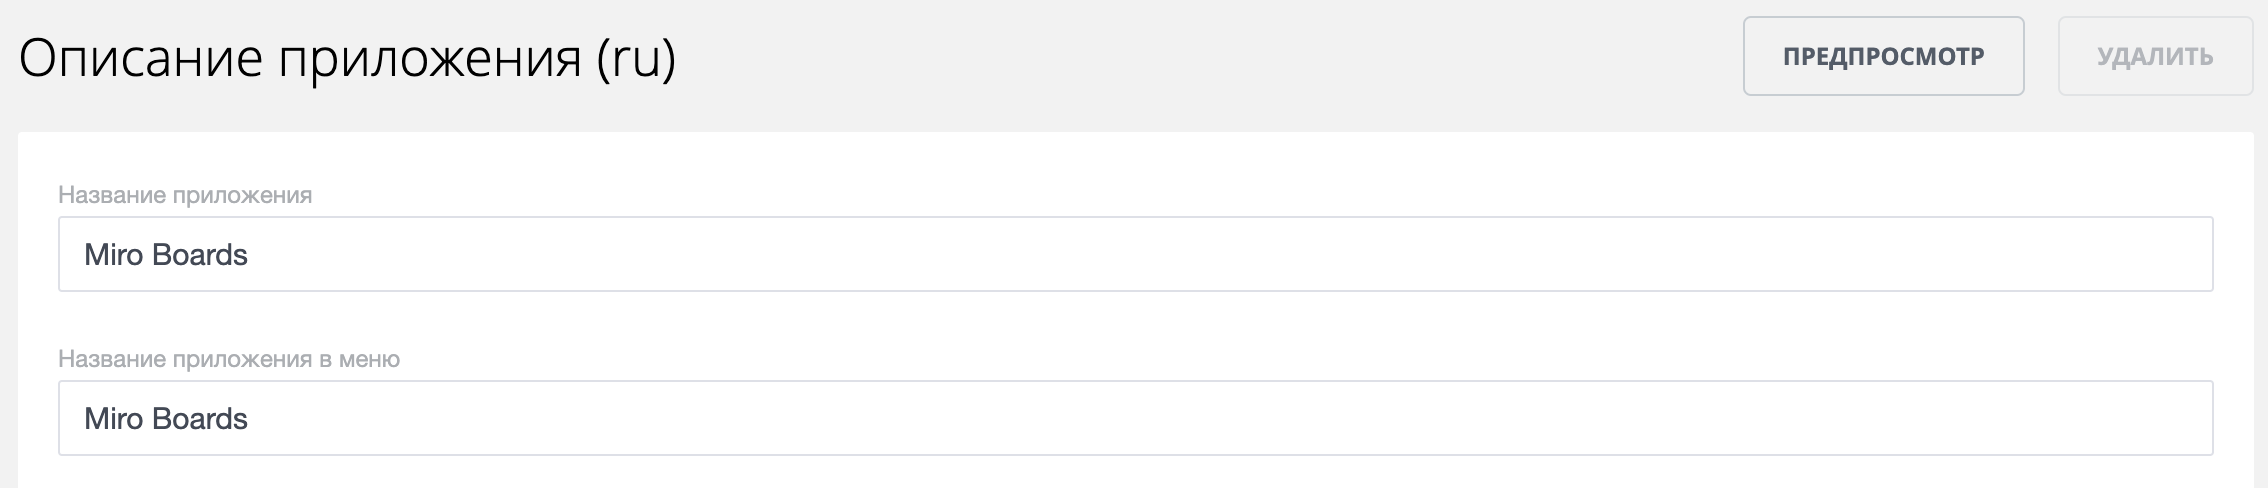 Описание приложения (ru)
ПРЕДПРОСМОТР
УДАЛИТЬ
Название приложения
Miro Boards
Название приложения в меню
Miro Boards